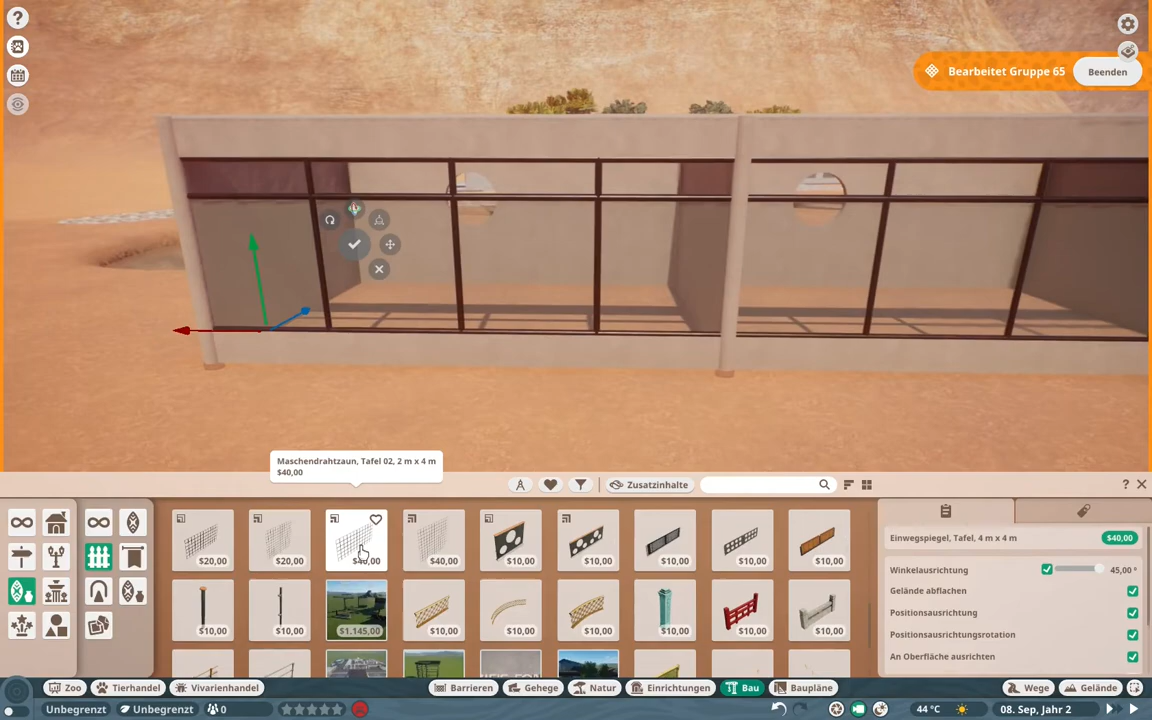 ?
Bearbeitet Gruppe 65
Beenden
Maschendrahtzaun, Tafel 02, 2 m x 4 m
$40,00
Zusatzinhalte
? ×
$20,00
$20,00
$40,00
$40,00
$10,00
$10,00
$10,00
$10,00
$10,00
$10,00
$10,00
$1.145,00
$10,00
$10,00
$10,00
$10,00
$10,00
$10,00
Einwegspiegel, Tafel, 4 m x 4 m
$40,00
Winkelausrichtung
45,00 °
Gelände abflachen
Positionsausrichtung
Positionsausrichtungsrotation
An Oberfläche ausrichten
Zoo
Tierhandel
Vivarienhandel
Barrieren
Gehege
Natur
Einrichtungen
Bau
Baupläne
Wege
Gelände
Unbegrenzt
Unbegrenzt
0
44 °C
08. Sep, Jahr 2